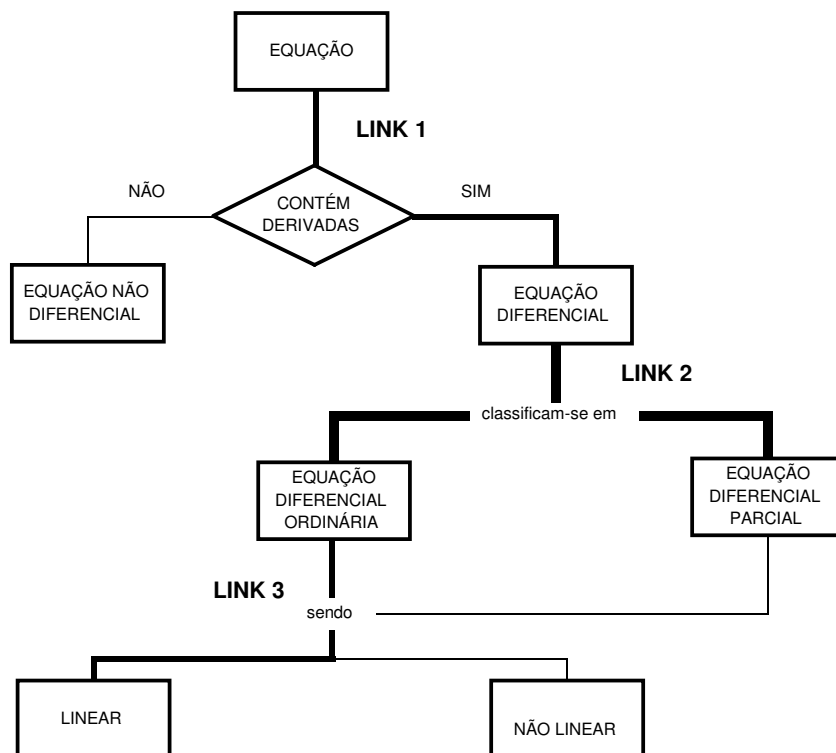 EQUAÇÃO
LINK 1
NÃO
SIM
CONTÉM
DERIVADAS
EQUAÇÃO NÃO
DIFERENCIAL
EQUAÇÃO
DIFERENCIAL
LINK 2
classificam-se em
EQUAÇÃO
DIFERENCIAL
ORDINÁRIA
EQUAÇÃO
DIFERENCIAL
PARCIAL
LINK 3
sendo
LINEAR
NÃO LINEAR